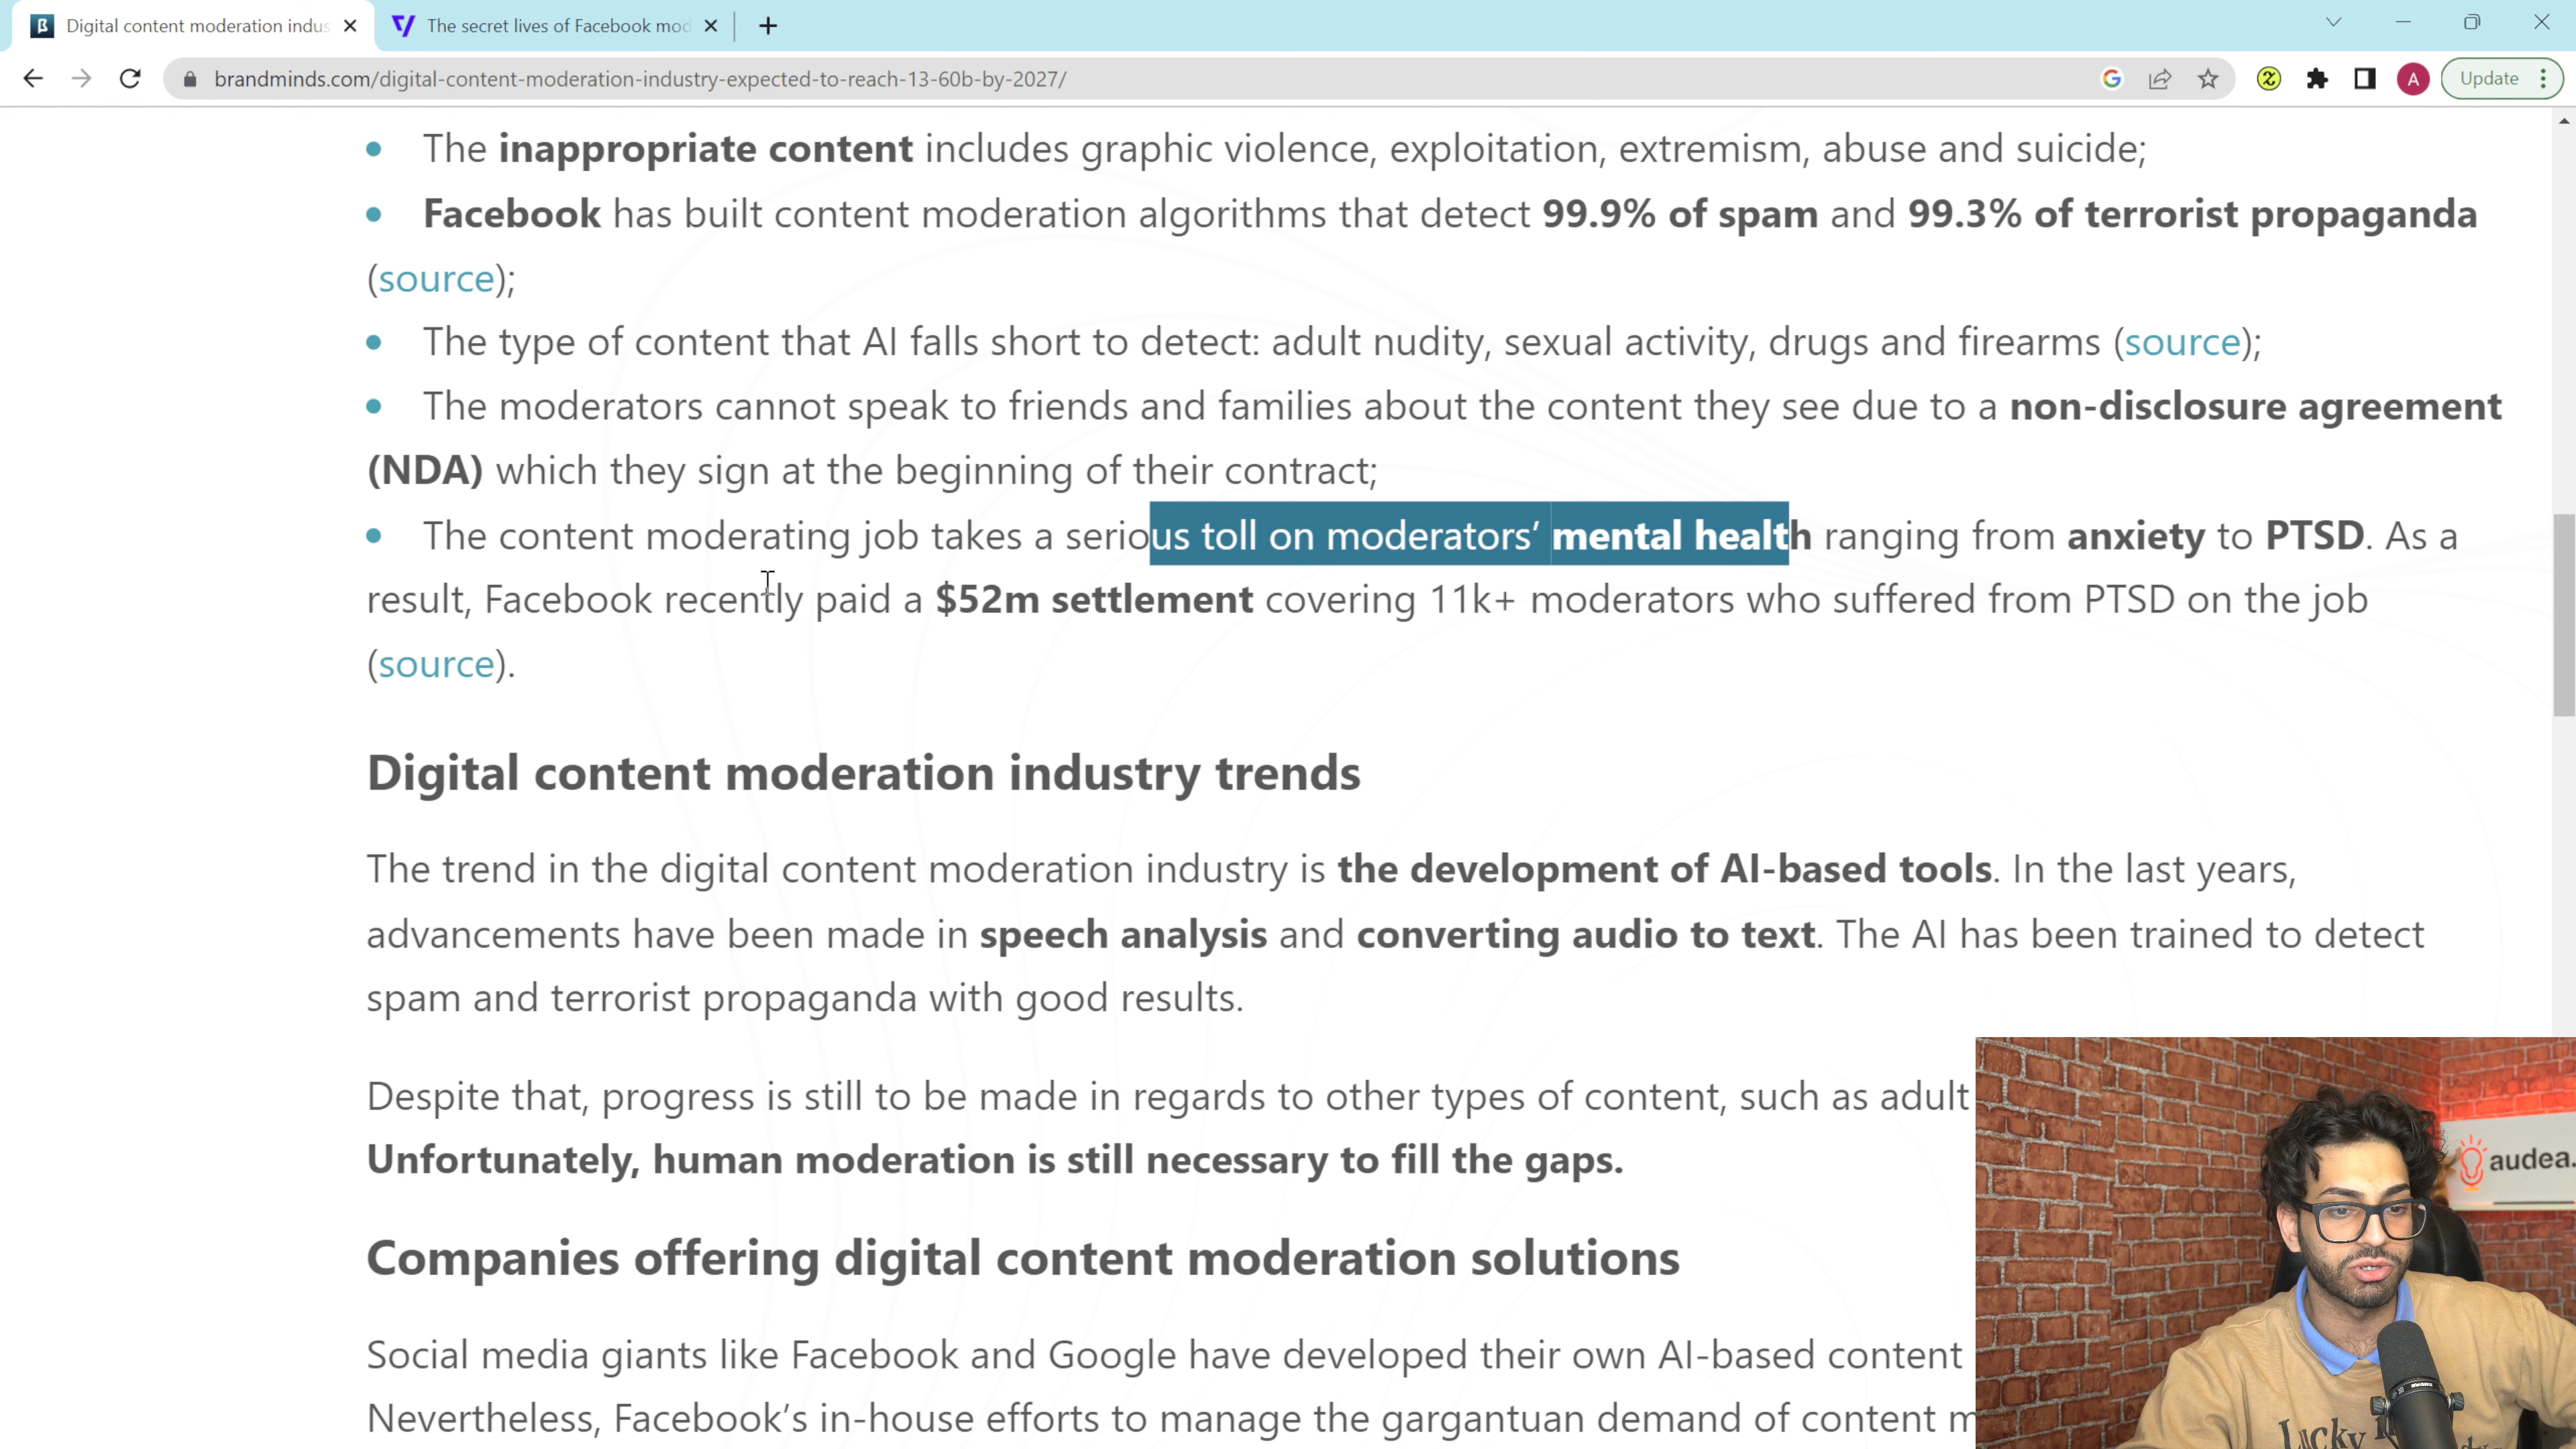 Digital content moderation indus
The secret lives of Facebook mod
brandminds.com/digital-content-moderation-industry-expected-to-reach-13-60b-by-2027/
A
Update
The inappropriate content includes graphic violence, exploitation, extremism, abuse and suicide;
Facebook has built content moderation algorithms that detect 99.9% of spam and 99.3% of terrorist propaganda
(source);
The type of content that AI falls short to detect: adult nudity, sexual activity, drugs and firearms (source);
The moderators cannot speak to friends and families about the content they see due to a non-disclosure agreement
(NDA) which they sign at the beginning of their contract;
The content moderating job takes a serious toll on moderators’ mental health ranging from anxiety to PTSD. As a
result, Facebook recently paid a $52m settlement covering 11k+ moderators who suffered from PTSD on the job
(source).
Digital content moderation industry trends
The trend in the digital content moderation industry is the development of AI-based tools. In the last years,
advancements have been made in speech analysis and converting audio to text. The AI has been trained to detect
spam and terrorist propaganda with good results.
Despite that, progress is still to be made in regards to other types of content, such as adult
Unfortunately, human moderation is still necessary to fill the gaps.
audea.
Companies offering digital content moderation solutions
Social media giants like Facebook and Google have developed their own AI-based content
Nevertheless, Facebook’s in-house efforts to manage the gargantuan demand of content m
Lucky